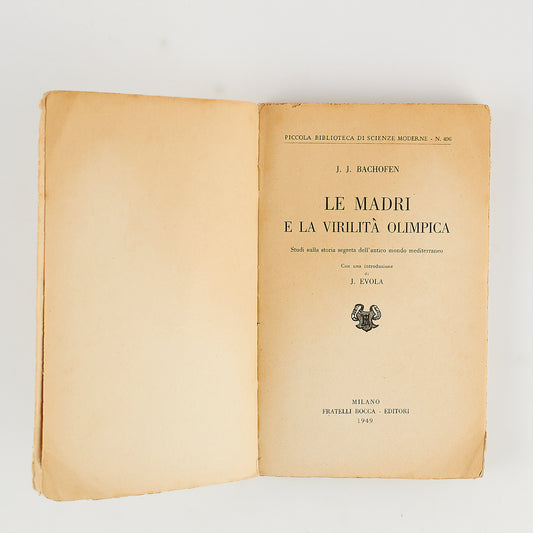 PICCOLA BIBLIOTECA DI SCIENZE MODERNE - N. 496
J. J. BACHOFEN
LE MADRI
E LA VIRILITÀ OLIMPICA
Studi sulla storia segreta dell'antico mondo mediterraneo
Con una introduzione
di
J. EVOLA
MILANO
FRATELLI BOCCA - EDITORI
1949